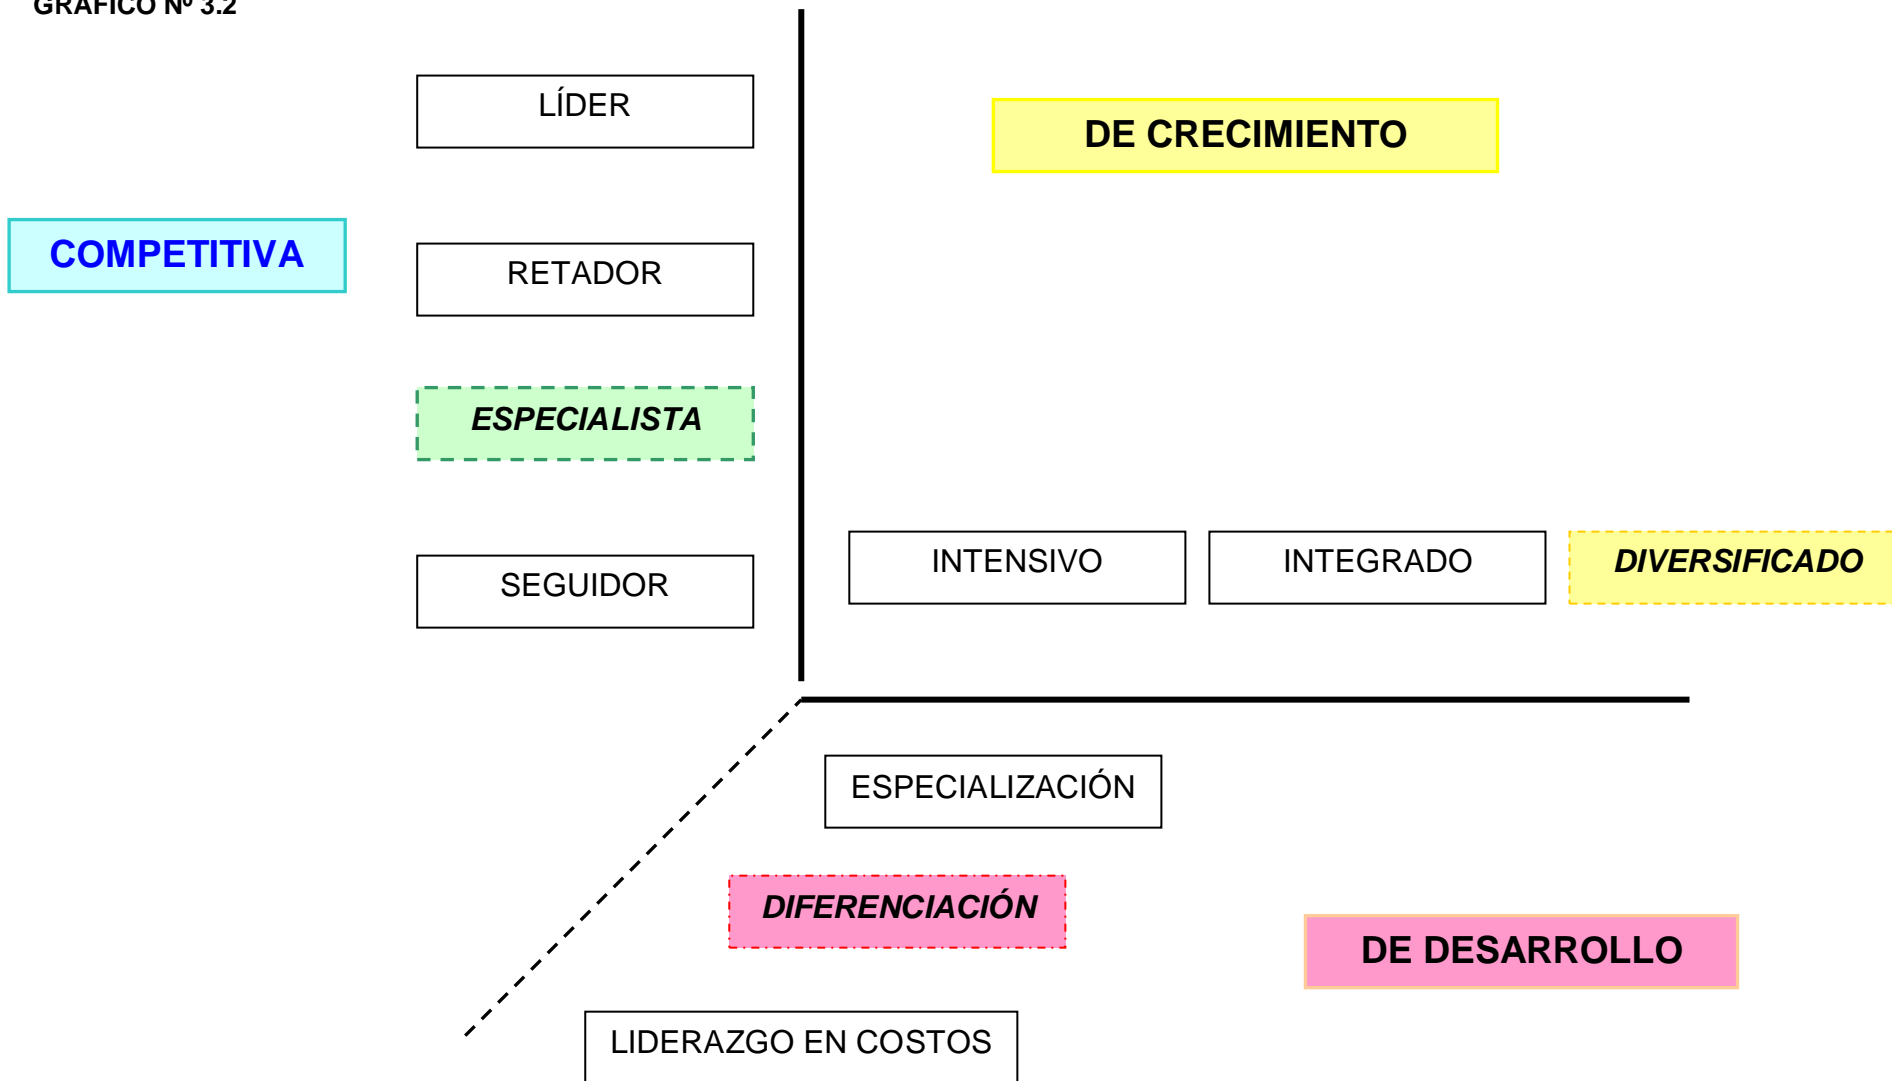 GRÁFICO Nº 3.2
LÍDER
DE CRECIMIENTO
COMPETITIVA
RETADOR
ESPECIALISTA
SEGUIDOR
INTENSIVO
INTEGRADO
DIVERSIFICADO
ESPECIALIZACIÓN
DIFERENCIACIÓN
DE DESARROLLO
LIDERAZGO EN COSTOS